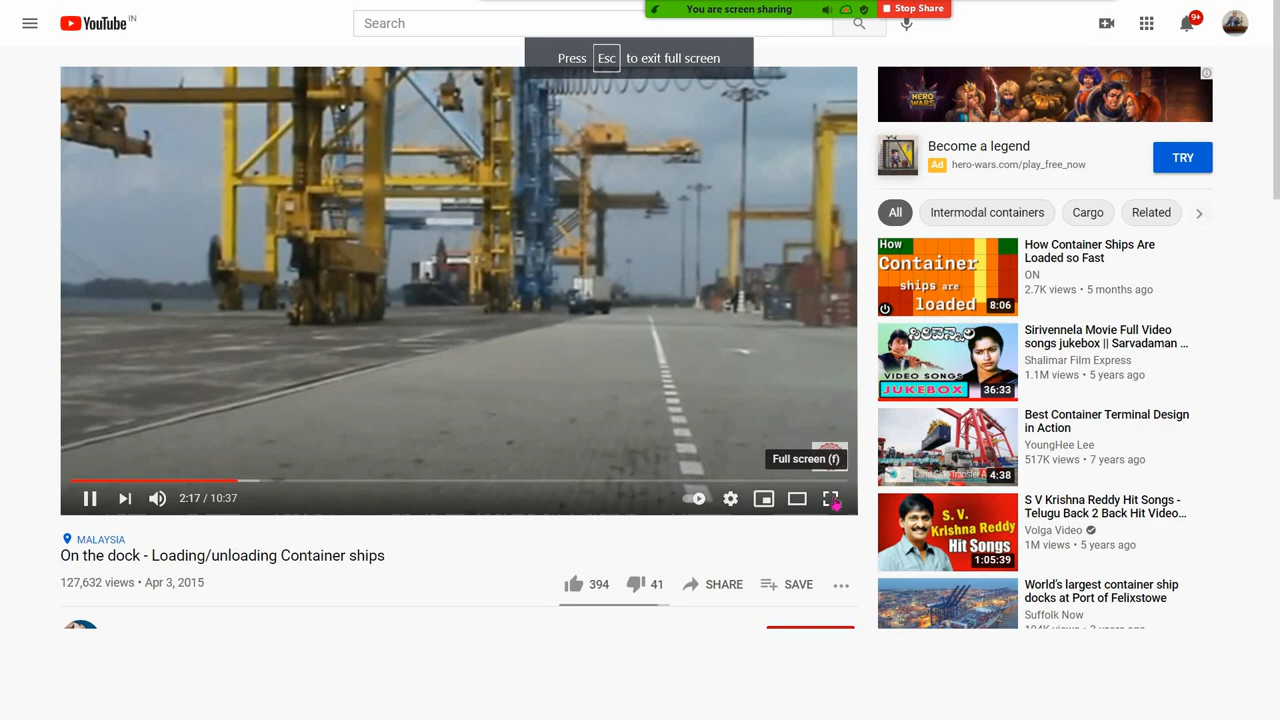 YouTube IN
Search
You are screen sharing
Stop Share
9+
Press Esc to exit full screen
Full screen (f)
2:17 / 10:37
MALAYSIA
On the dock - Loading/unloading Container ships
127,632 views • Apr 3, 2015
394
41
SHARE
SAVE
HERO
WARS
Become a legend
Ad hero-wars.com/play_free_now
TRY
All
Intermodal containers
Cargo
Related
How
Container
ships are
loaded
8:06
How Container Ships Are
Loaded so Fast
ON
2.7K views • 5 months ago
VIDEO SONGS
JUKEBOX
36:33
Sirivennela Movie Full Video
songs jukebox || Sarvadaman ...
Shalimar Film Express
1.1M views • 5 years ago
4:38
Best Container Terminal Design
in Action
YoungHee Lee
517K views • 7 years ago
S. V.
Krishna Reddy
Hit Songs
1:05:39
S V Krishna Reddy Hit Songs -
Telugu Back 2 Back Hit Video...
Volga Video
1M views • 5 years ago
World's largest container ship
docks at Port of Felixstowe
Suffolk Now